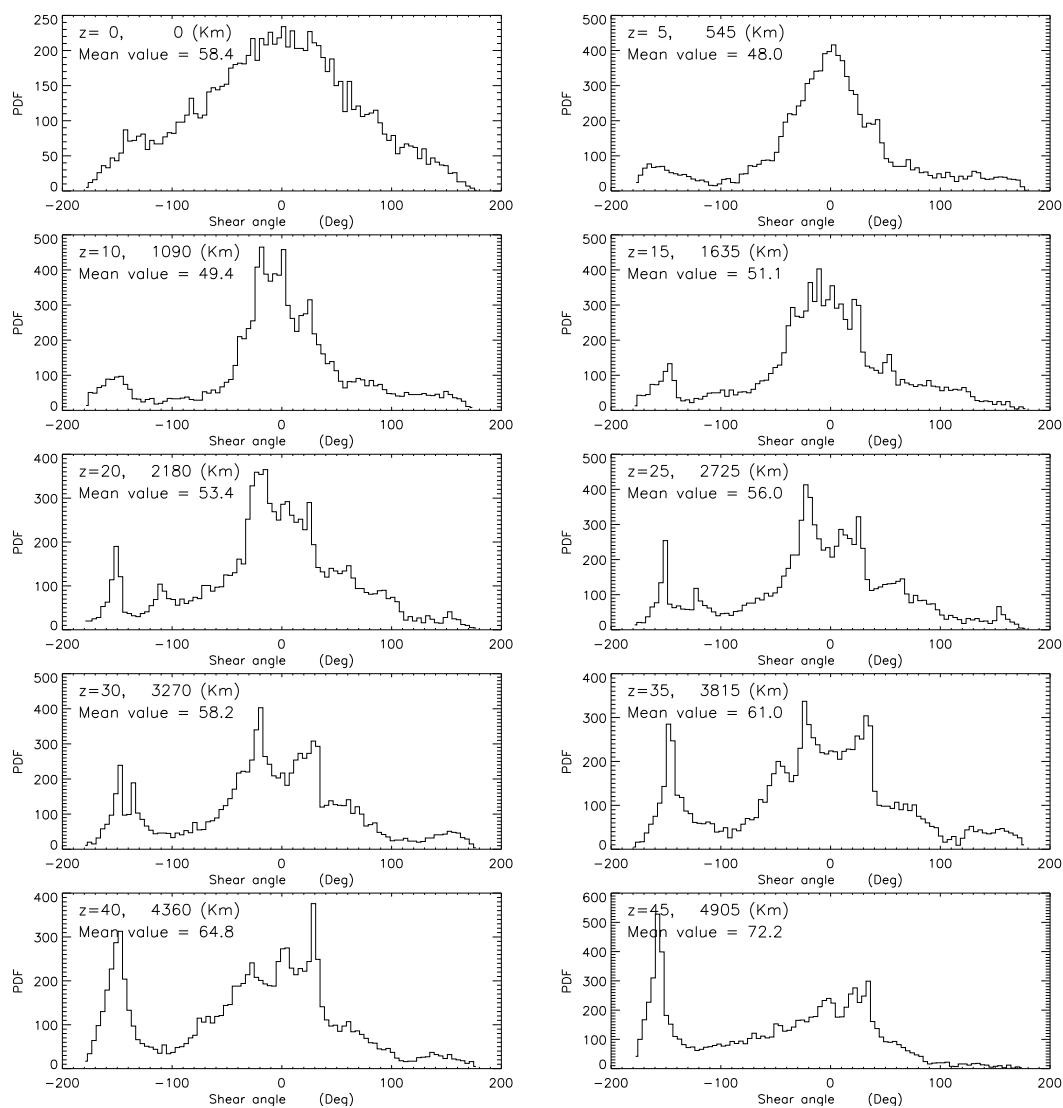 z= 0, 0 (Km)
Mean value = 58.4
PDF
250
200
150
100
50
0
-200 -100 0 100 200
Shear angle (Deg)
z= 5, 545 (Km)
Mean value = 48.0
PDF
500
400
300
200
100
0
-200 -100 0 100 200
Shear angle (Deg)
z=10, 1090 (Km)
Mean value = 49.4
PDF
500
400
300
200
100
0
-200 -100 0 100 200
Shear angle (Deg)
z=15, 1635 (Km)
Mean value = 51.1
PDF
500
400
300
200
100
0
-200 -100 0 100 200
Shear angle (Deg)
z=20, 2180 (Km)
Mean value = 53.4
PDF
400
300
200
100
0
-200 -100 0 100 200
Shear angle (Deg)
z=25, 2725 (Km)
Mean value = 56.0
PDF
500
400
300
200
100
0
-200 -100 0 100 200
Shear angle (Deg)
z=30, 3270 (Km)
Mean value = 58.2
PDF
500
400
300
200
100
0
-200 -100 0 100 200
Shear angle (Deg)
z=35, 3815 (Km)
Mean value = 61.0
PDF
400
300
200
100
0
-200 -100 0 100 200
Shear angle (Deg)
z=40, 4360 (Km)
Mean value = 64.8
PDF
400
300
200
100
0
-200 -100 0 100 200
Shear angle (Deg)
z=45, 4905 (Km)
Mean value = 72.2
PDF
600
500
400
300
200
100
0
-200 -100 0 100 200
Shear angle (Deg)